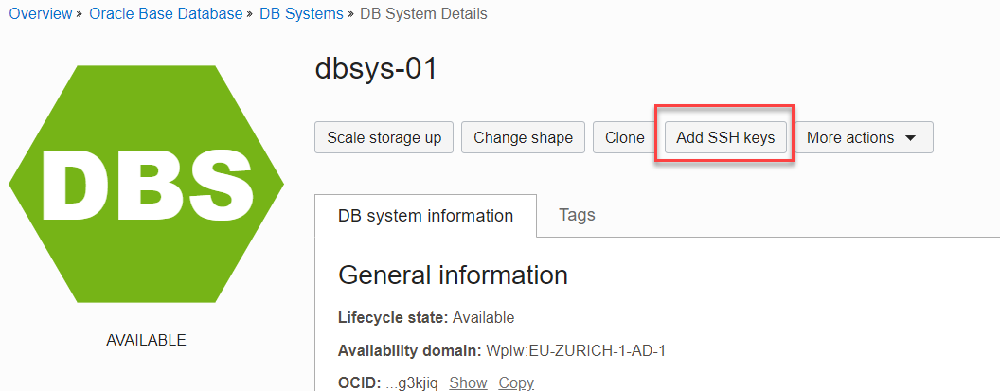 Overview » Oracle Base Database » DB Systems » DB System Details
dbsys-01
DBS
Scale storage up Change shape Clone Add SSH keys More actions
DB system information Tags
General information
Lifecycle state: Available
AVAILABLE
Availability domain: Wplw:EU-ZURICH-1-AD-1
OCID: ...g3kjiq Show Copy